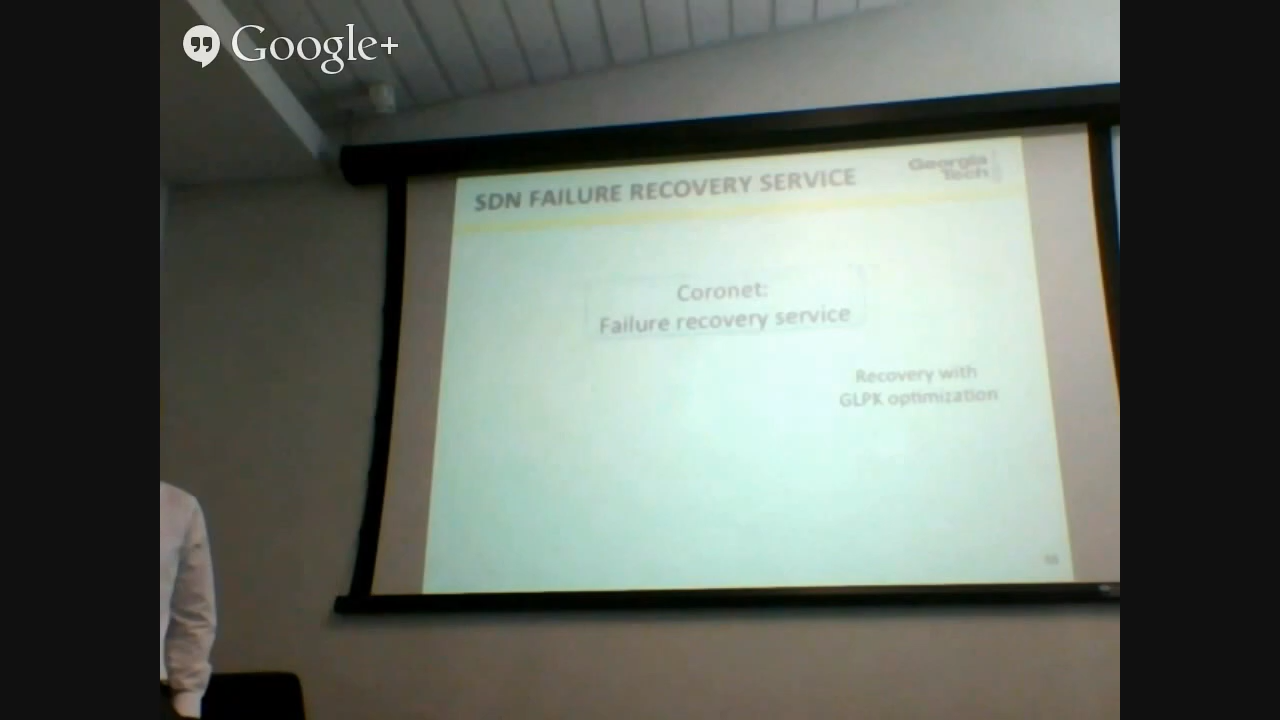 Google+
SDN FAILURE RECOVERY SERVICE
Georgia
Tech
Coronet:
Failure recovery service
Recovery with
GLPK optimization